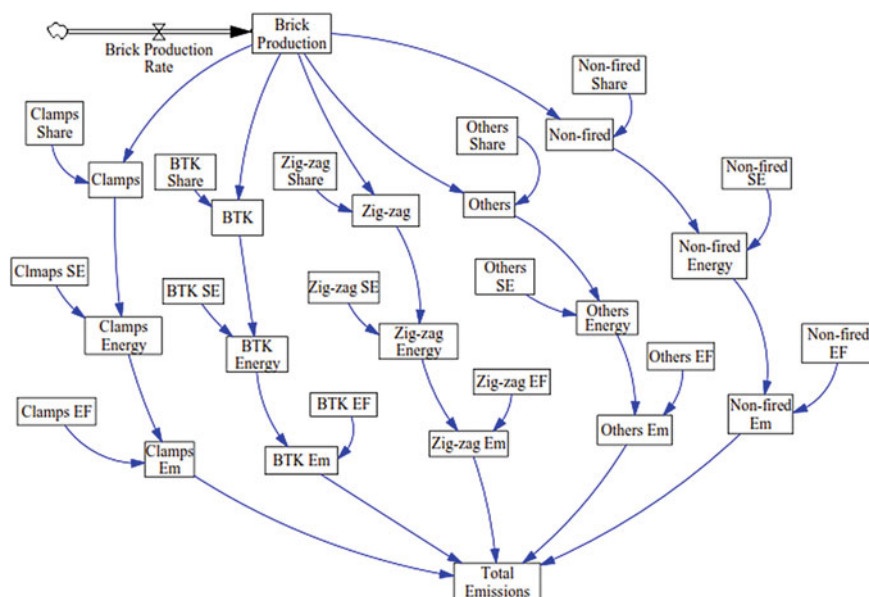 Brick
Production
Brick Production
Rate
Non-fired
Share
Clamps
Share
Others
Share
Non-fired
BTK
Share
Zig-zag
Share
Non-fired
SE
Clamps
Others
Zig-zag
BTK
Non-fired
Energy
Clmaps SE
Others
SE
BTK SE
Zig-zag SE
Others
Energy
Clamps
Energy
Zig-zag
Energy
BTK
Energy
Non-fired
EF
Others EF
Zig-zag EF
BTK EF
Clamps EF
Non-fired
Em
Others Em
Zig-zag Em
Clamps
Em
BTK Em
Total
Emissions